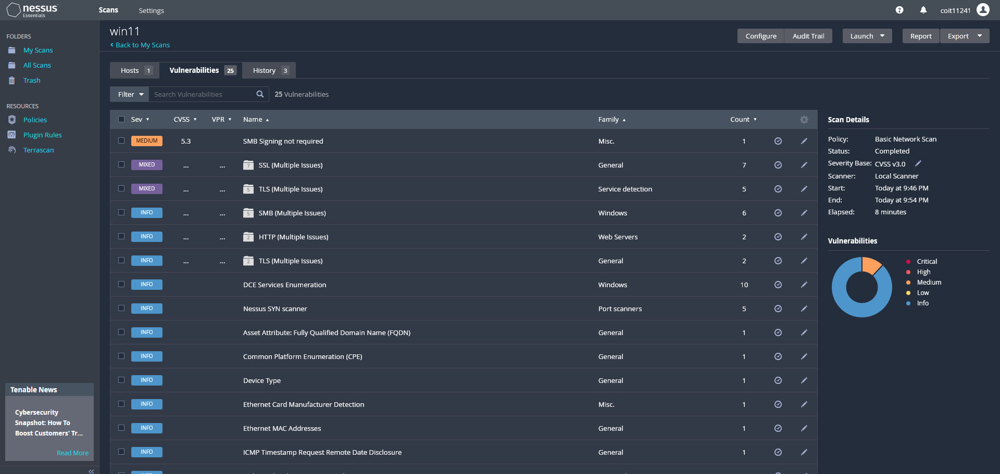 nessus
Essentials
Scans
Settings
coit11241
FOLDERS
My Scans
All Scans
Trash
RESOURCES
Policies
Plugin Rules
Terrascan
Tenable News
Cybersecurity
Snapshot: How To
Boost Customers' Tr...
Read More
win11
Back to My Scans
Configure
Audit Trail
Launch
Report
Export
Hosts 1
Vulnerabilities 25
History 3
Filter
Search Vulnerabilities
25 Vulnerabilities
Sev CVSS VPR Name Family Count
MEDIUM 5.3 SMB Signing not required Misc. 1
MIXED ... ... 7 SSL (Multiple Issues) General 7
MIXED ... ... 5 TLS (Multiple Issues) Service detection 5
INFO ... ... 5 SMB (Multiple Issues) Windows 6
INFO ... ... 2 HTTP (Multiple Issues) Web Servers 2
INFO ... ... 2 TLS (Multiple Issues) General 2
INFO DCE Services Enumeration Windows 10
INFO Nessus SYN scanner Port scanners 5
INFO Asset Attribute: Fully Qualified Domain Name (FQDN) General 1
INFO Common Platform Enumeration (CPE) General 1
INFO Device Type General 1
INFO Ethernet Card Manufacturer Detection Misc. 1
INFO Ethernet MAC Addresses General 1
INFO ICMP Timestamp Request Remote Date Disclosure General 1
Scan Details
Policy: Basic Network Scan
Status: Completed
Severity Base: CVSS v3.0
Scanner: Local Scanner
Start: Today at 9:46 PM
End: Today at 9:54 PM
Elapsed: 8 minutes
Vulnerabilities
Critical
High
Medium
Low
Info